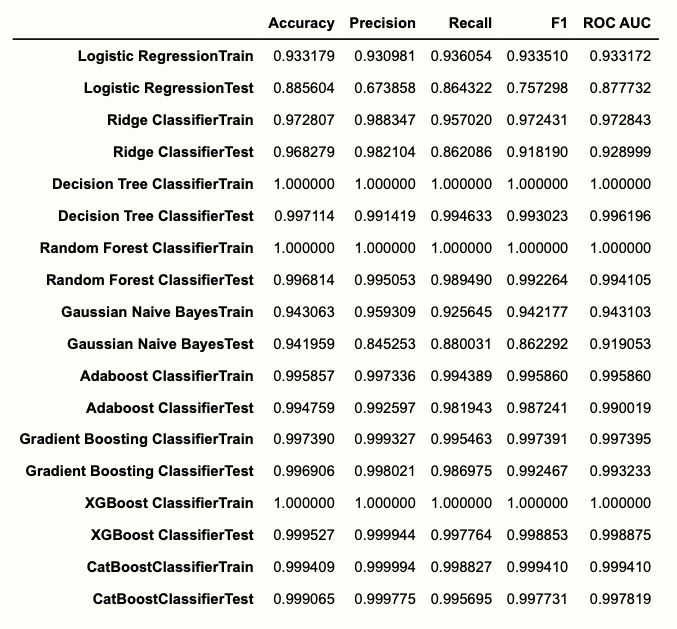 Accuracy Precision Recall F1 ROC AUC
Logistic RegressionTrain 0.933179 0.930981 0.936054 0.933510 0.933172
Logistic RegressionTest 0.885604 0.673858 0.864322 0.757298 0.877732
Ridge ClassifierTrain 0.972807 0.988347 0.957020 0.972431 0.972843
Ridge ClassifierTest 0.968279 0.982104 0.862086 0.918190 0.928999
Decision Tree ClassifierTrain 1.000000 1.000000 1.000000 1.000000 1.000000
Decision Tree ClassifierTest 0.997114 0.991419 0.994633 0.993023 0.996196
Random Forest ClassifierTrain 1.000000 1.000000 1.000000 1.000000 1.000000
Random Forest ClassifierTest 0.996814 0.995053 0.989490 0.992264 0.994105
Gaussian Naive BayesTrain 0.943063 0.959309 0.925645 0.942177 0.943103
Gaussian Naive BayesTest 0.941959 0.845253 0.880031 0.862292 0.919053
Adaboost ClassifierTrain 0.995857 0.997336 0.994389 0.995860 0.995860
Adaboost ClassifierTest 0.994759 0.992597 0.981943 0.987241 0.990019
Gradient Boosting ClassifierTrain 0.997390 0.999327 0.995463 0.997391 0.997395
Gradient Boosting ClassifierTest 0.996906 0.998021 0.986975 0.992467 0.993233
XGBoost ClassifierTrain 1.000000 1.000000 1.000000 1.000000 1.000000
XGBoost ClassifierTest 0.999527 0.999944 0.997764 0.998853 0.998875
CatBoostClassifierTrain 0.999409 0.999994 0.998827 0.999410 0.999410
CatBoostClassifierTest 0.999065 0.999775 0.995695 0.997731 0.997819